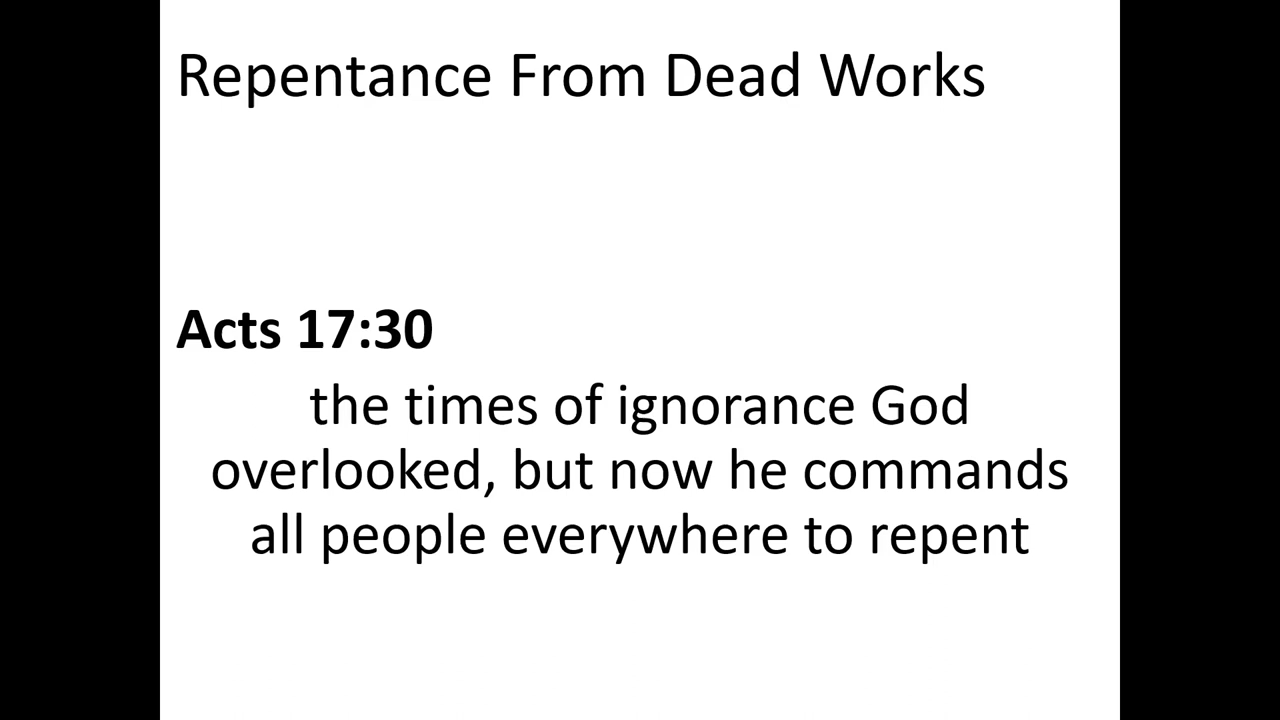 Repentance From Dead Works
Acts 17:30
the times of ignorance God
overlooked, but now he commands
all people everywhere to repent